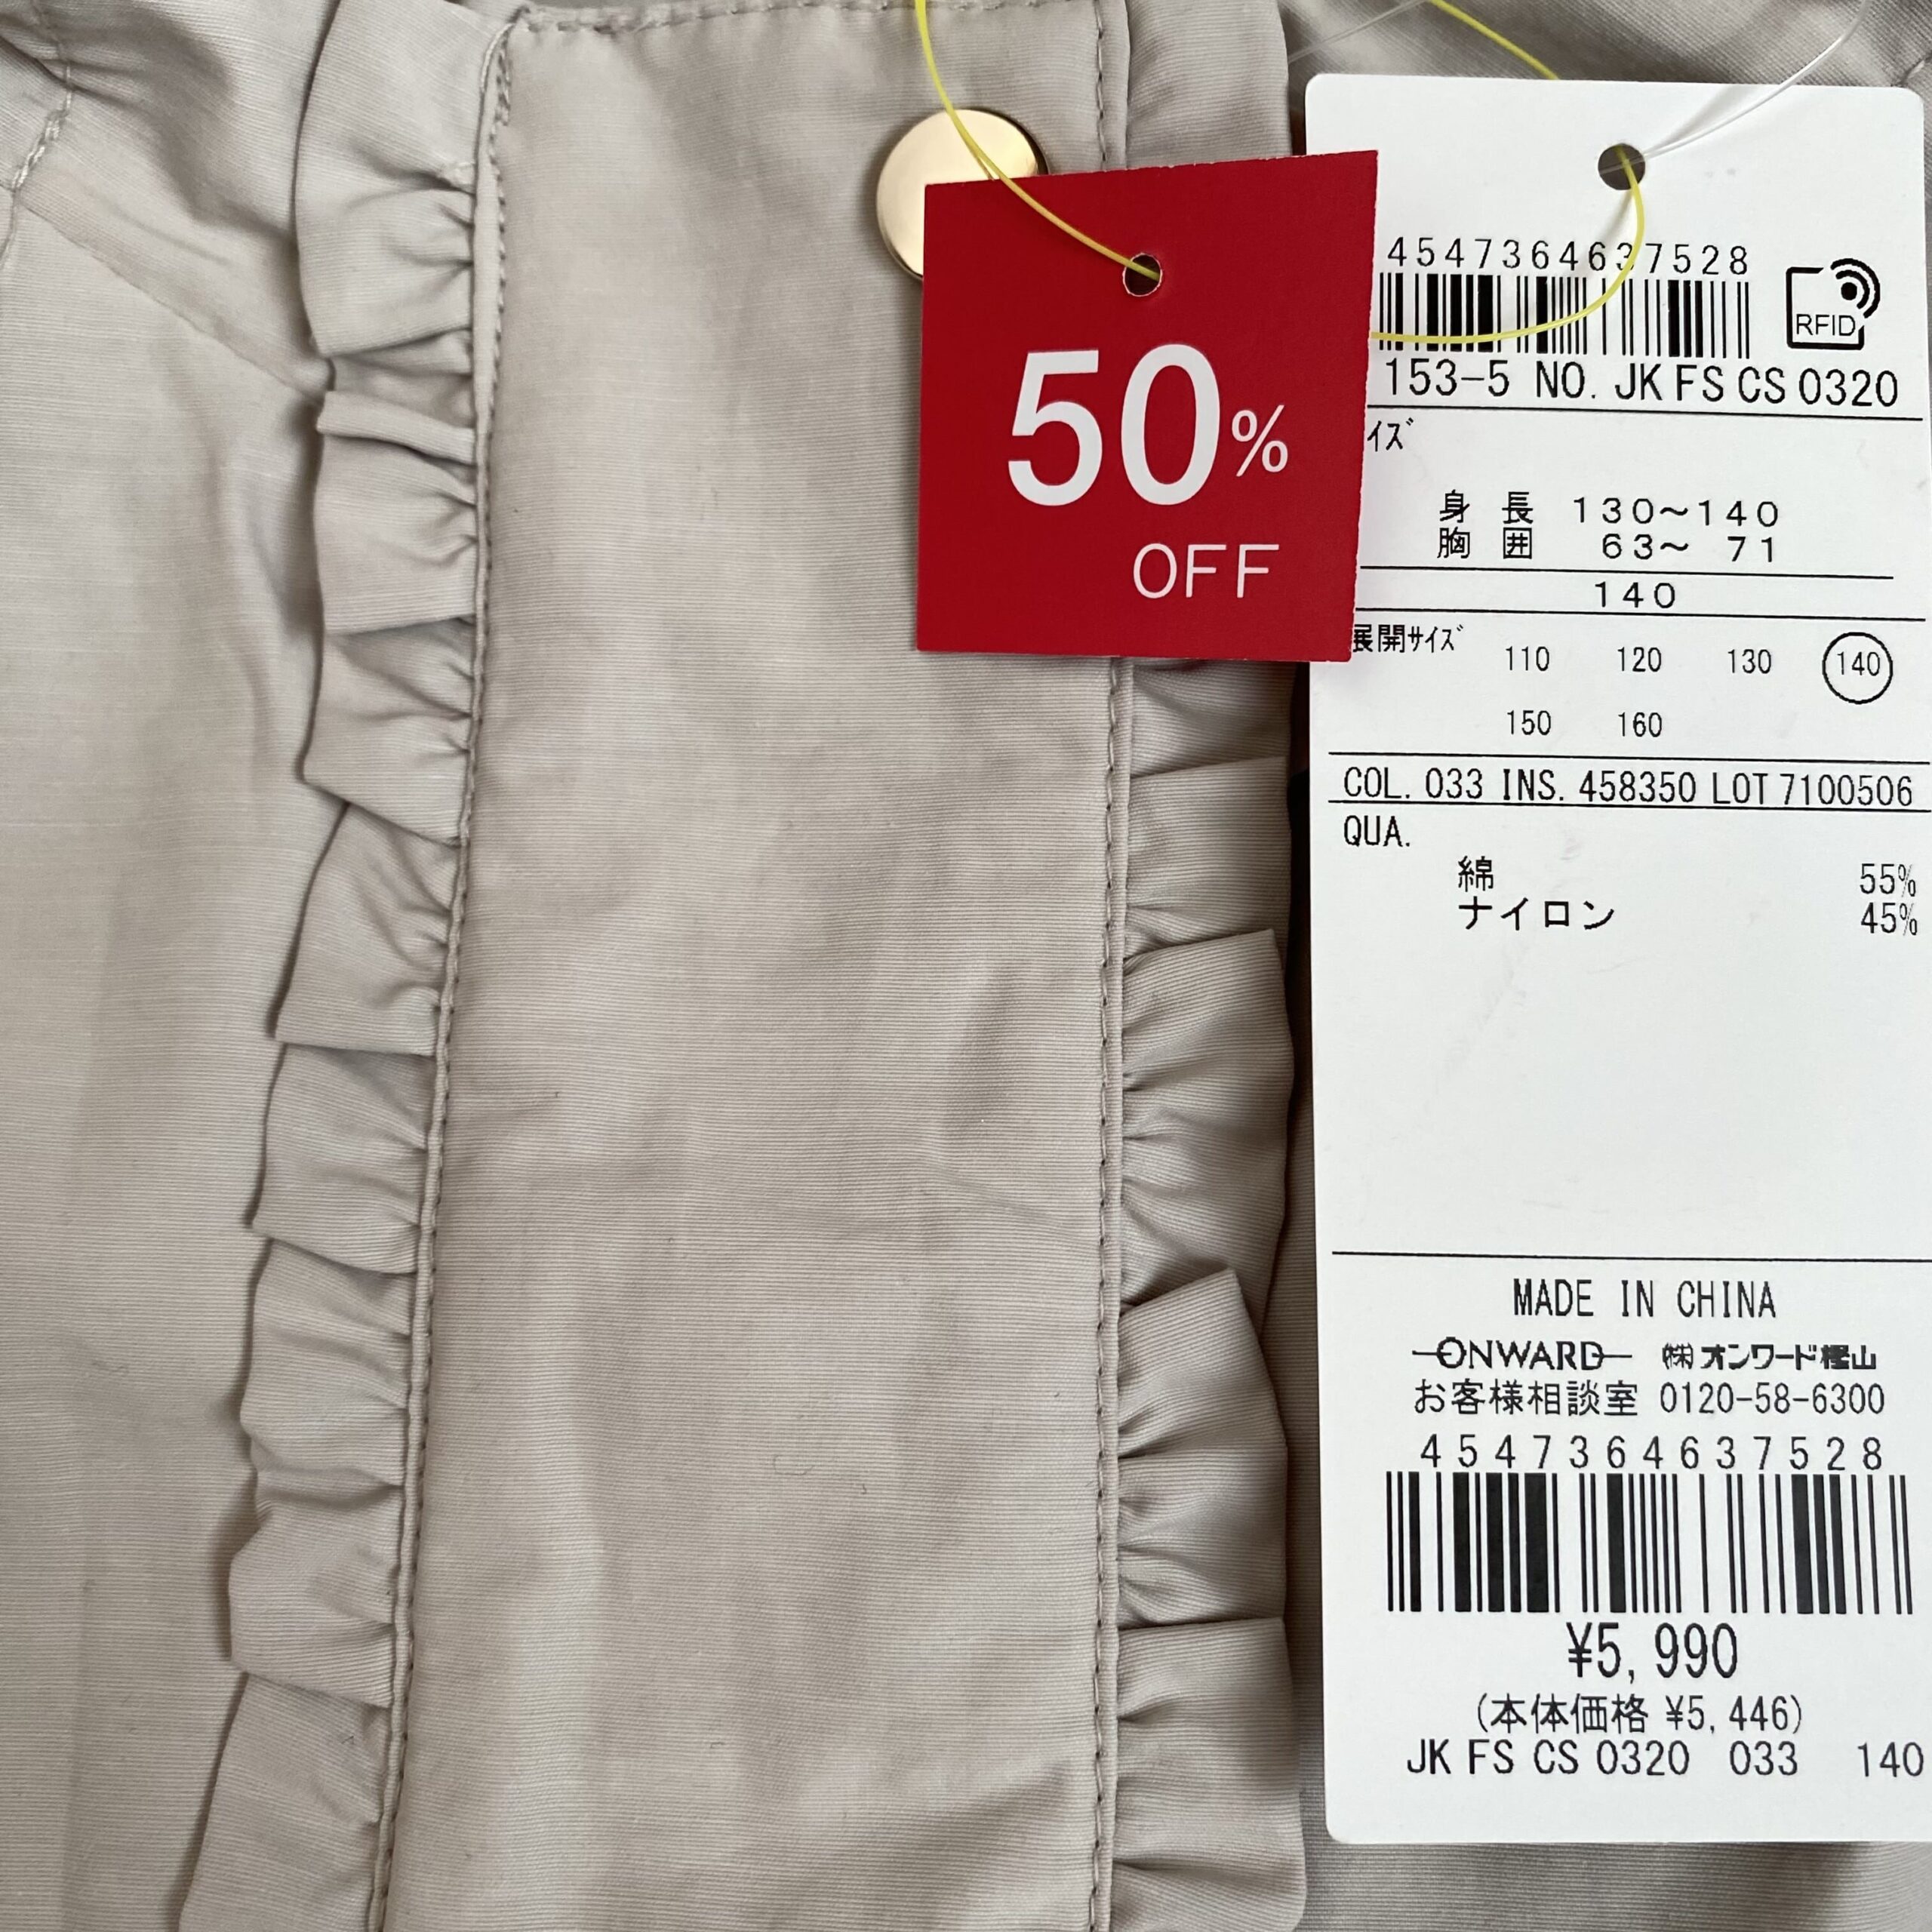 50%
OFF
4547364637528
RFID
153-5 NO. JK FS CS 0320
イズ
身 長 130~140
胸 囲 63~ 71
140
展開サイズ 110 120 130 140
150 160
COL. 033 INS. 458350 LOT 7100506
QUA.
綿 55%
ナイロン 45%
MADE IN CHINA
ONWARD ㈱オンワード樫山
お客様相談室 0120-58-6300
4547364637528
¥5,990
(本体価格 ¥5,446)
JK FS CS 0320 033 140